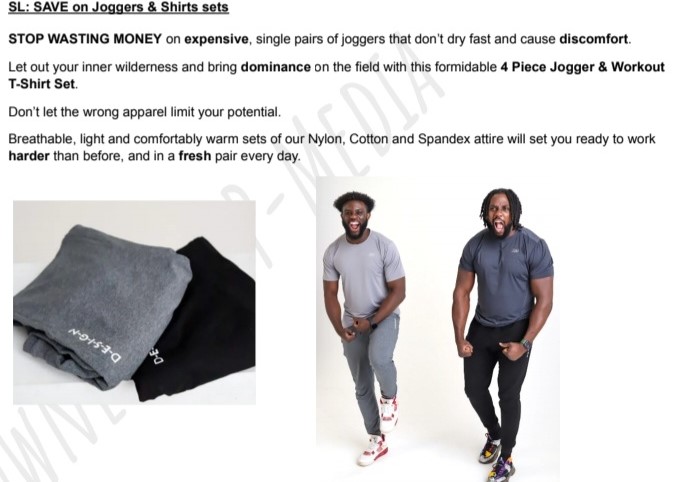 SL: SAVE on Joggers & Shirts sets
STOP WASTING MONEY on expensive, single pairs of joggers that don't dry fast and cause discomfort.
Let out your inner wilderness and bring dominance on the field with this formidable 4 Piece Jogger & Workout
T-Shirt Set.
Don't let the wrong apparel limit your potential.
Breathable, light and comfortably warm sets of our Nylon, Cotton and Spandex attire will set you ready to work
harder than before, and in a fresh pair every day.
D-E-S-I-G-N